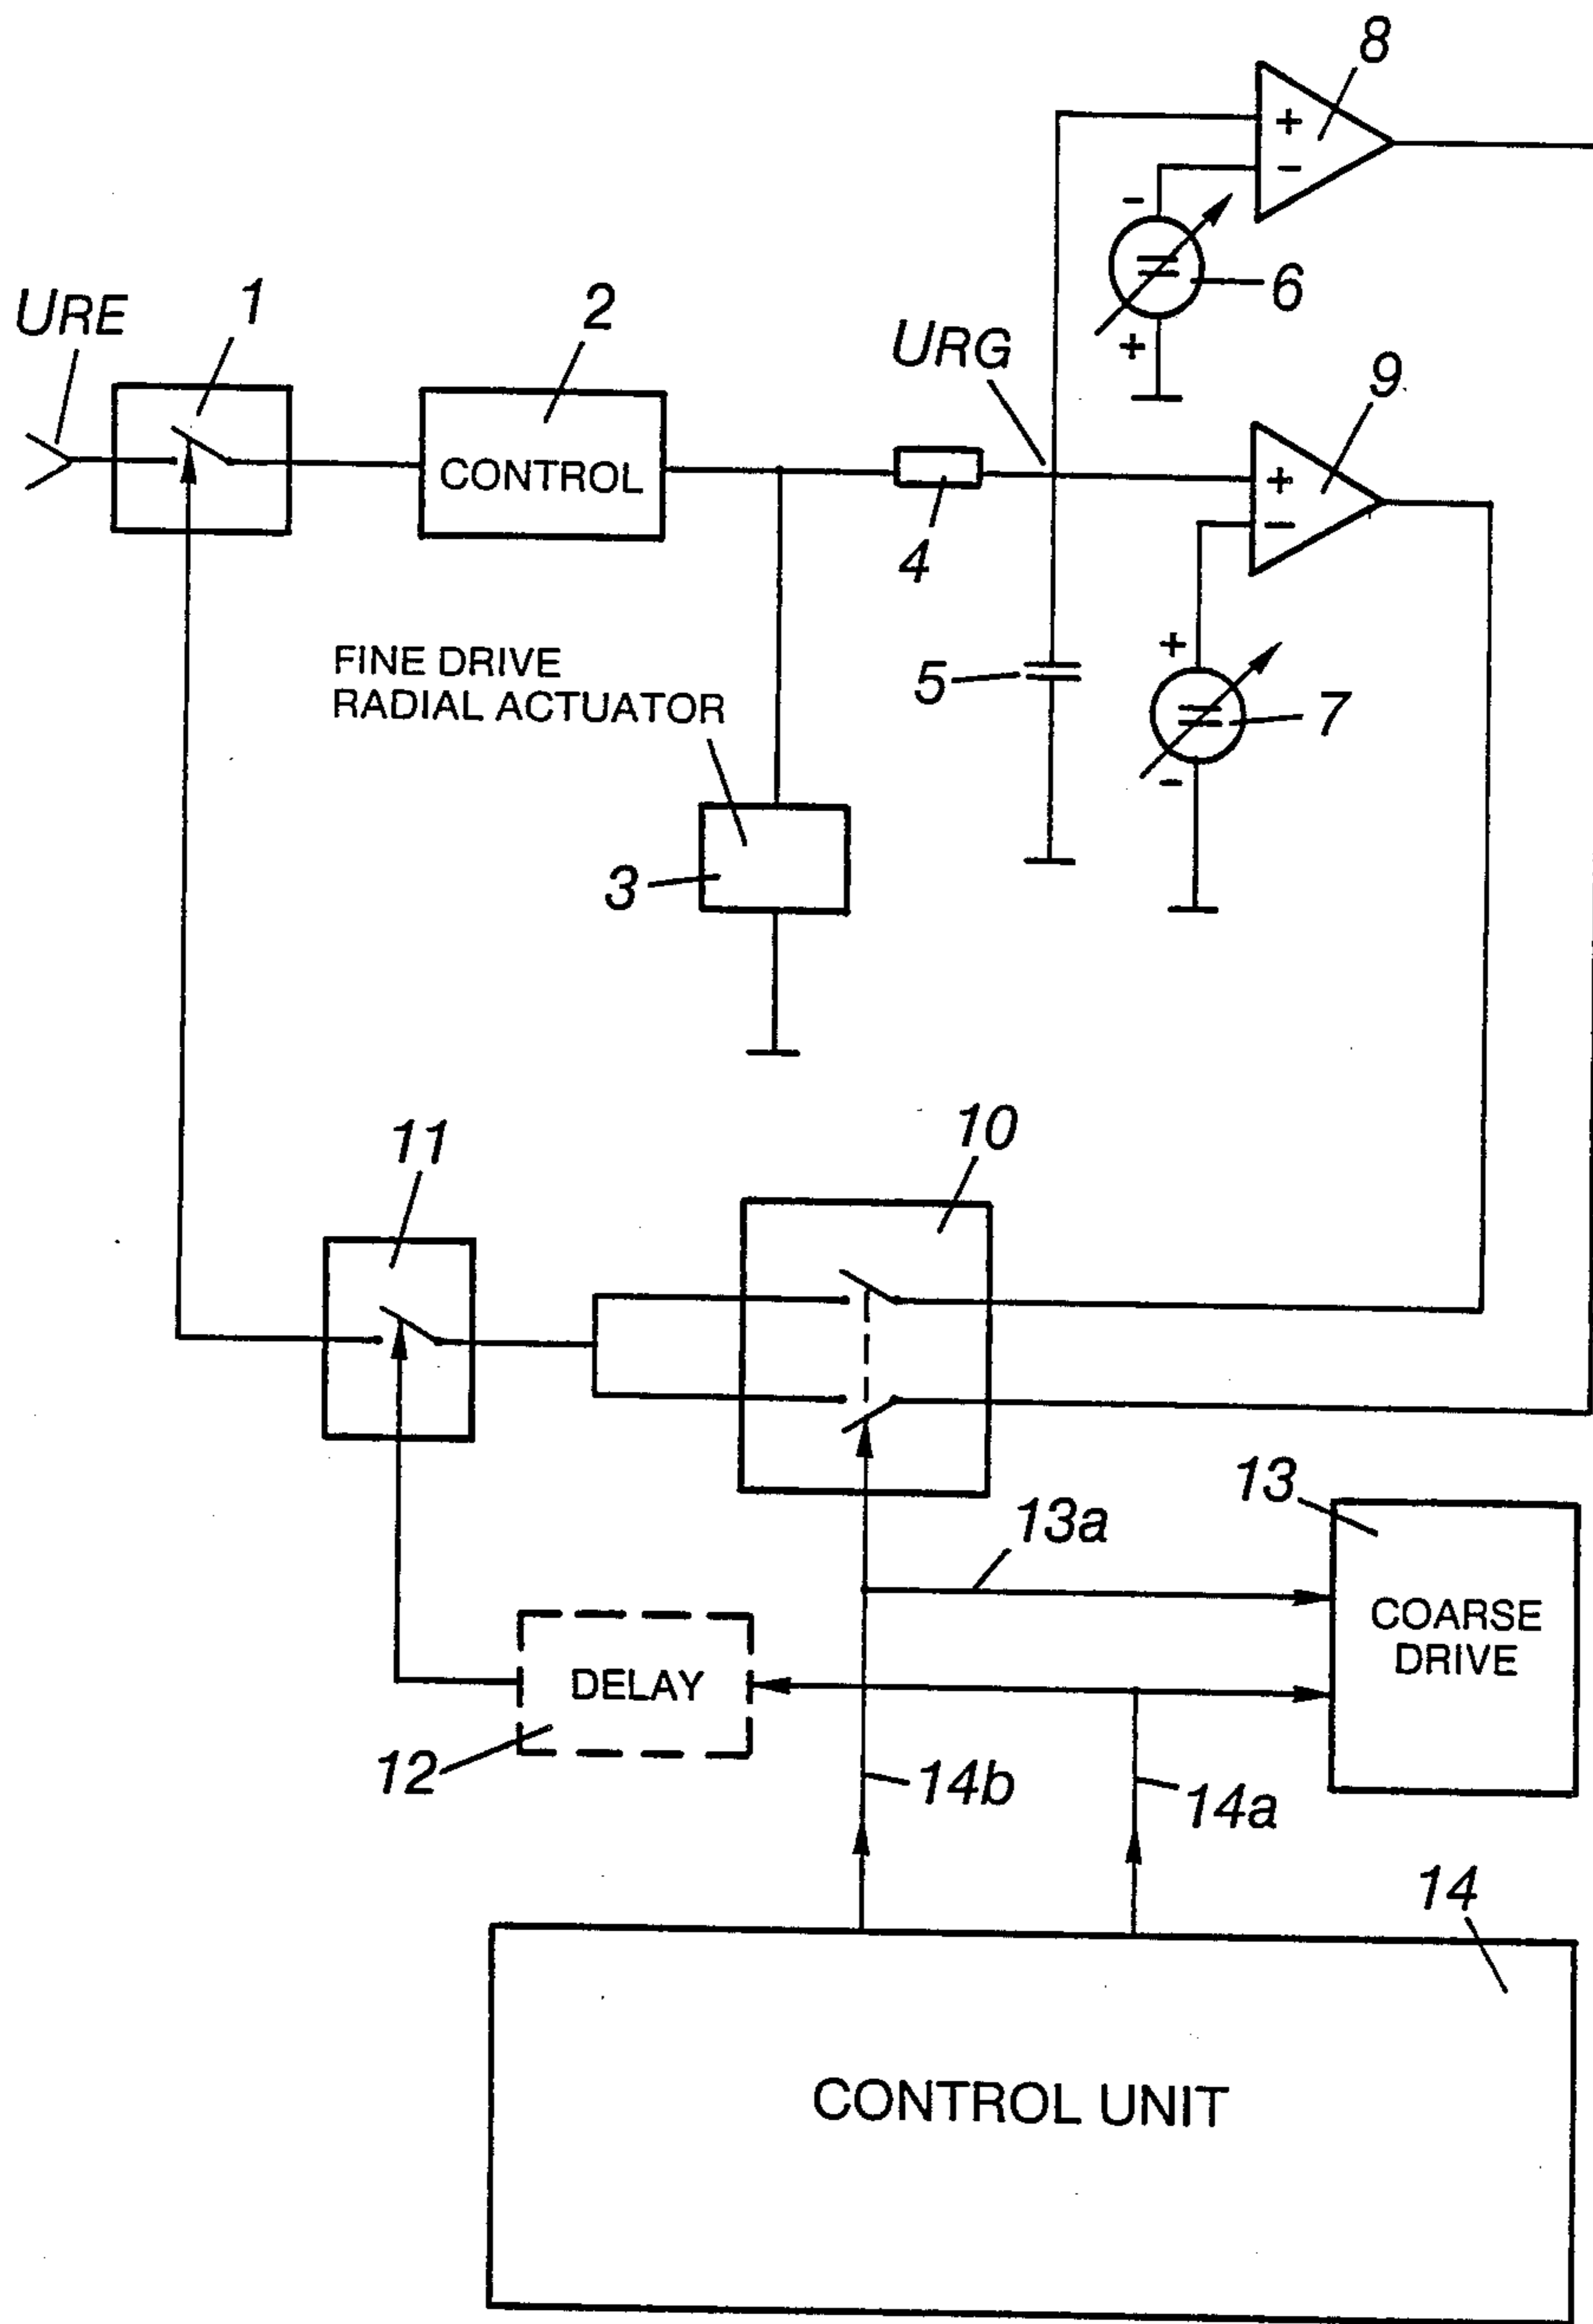 8
+
−
−
6
+
URE
1
2
URG
9
CONTROL
+
−
4
FINE DRIVE
RADIAL ACTUATOR
+
5
7
−
3
10
11
13
13a
COARSE
DRIVE
DELAY
12
14b
14a
14
CONTROL UNIT